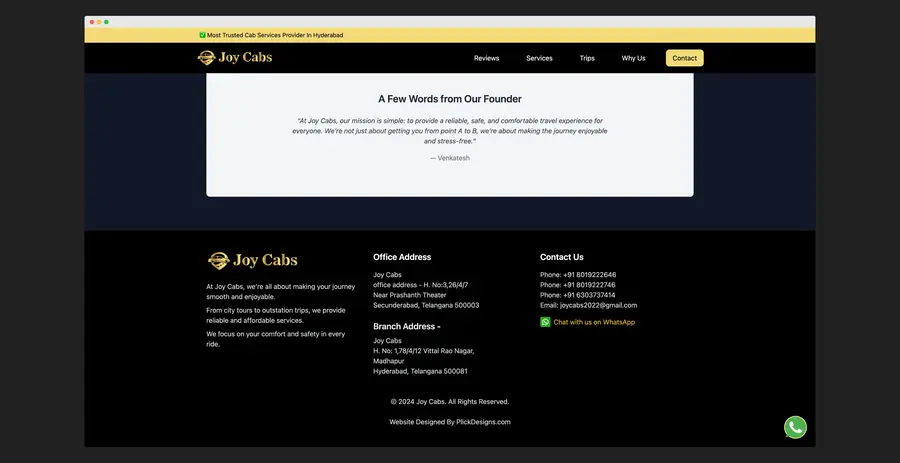 ✅ Most Trusted Cab Services Provider In Hyderabad
Joy Cabs
Reviews
Services
Trips
Why Us
Contact
A Few Words from Our Founder
"At Joy Cabs, our mission is simple: to provide a reliable, safe, and comfortable travel experience for
everyone. We're not just about getting you from point A to B, we're about making the journey enjoyable
and stress-free."
— Venkatesh
Joy Cabs
At Joy Cabs, we're all about making your journey
smooth and enjoyable.
From city tours to outstation trips, we provide
reliable and affordable services.
We focus on your comfort and safety in every
ride.
Office Address
Joy Cabs
office address - H. No:3,26/4/7
Near Prashanth Theater
Secunderabad, Telangana 500003
Branch Address -
Joy Cabs
H. No: 1,78/4/12 Vittal Rao Nagar,
Madhapur
Hyderabad, Telangana 500081
Contact Us
Phone: +91 8019222646
Phone: +91 8019222746
Phone: +91 6303737414
Email: joycabs2022@gmail.com
Chat with us on WhatsApp
© 2024 Joy Cabs. All Rights Reserved.
Website Designed By PlickDesigns.com